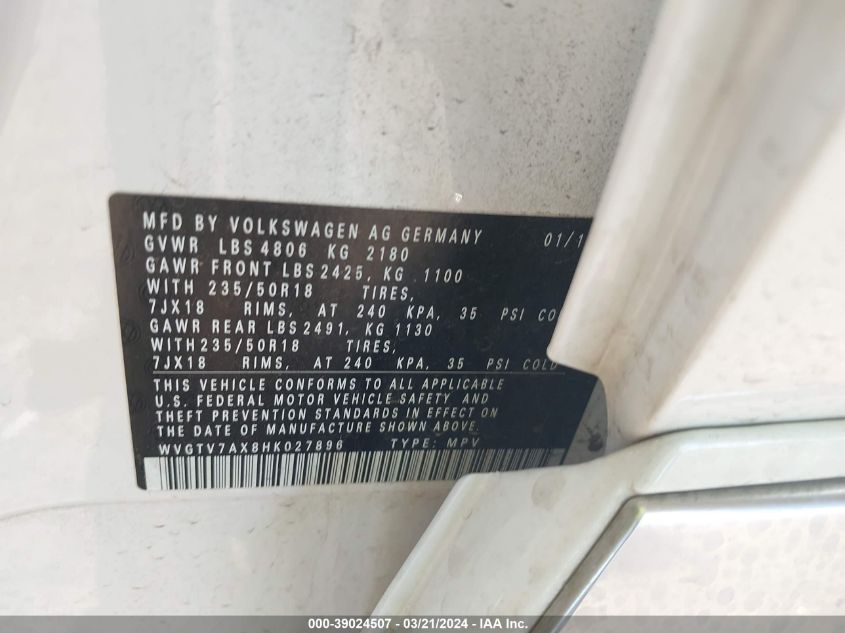 MFD BY VOLKSWAGEN AG GERMANY 01/1
GVWR LBS 4806 KG 2180
GAWR FRONT LBS 2425, KG 1100
WITH 235/50R18 TIRES,
7JX18 RIMS, AT 240 KPA, 35 PSI CO
GAWR REAR LBS 2491, KG 1130
WITH 235/50R18 TIRES,
7JX18 RIMS, AT 240 KPA, 35 PSI COLD
THIS VEHICLE CONFORMS TO ALL APPLICABLE
U.S. FEDERAL MOTOR VEHICLE SAFETY AND
THEFT PREVENTION STANDARDS IN EFFECT ON
THE DATE OF MANUFACTURE SHOWN ABOVE.
WVGTV7AX8HK027896 TYPE: MPV
000-39024507 - 03/21/2024 - IAA Inc.